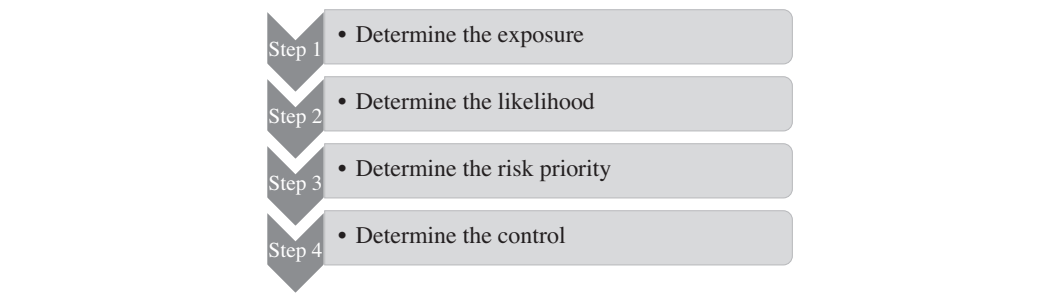 Step 1 • Determine the exposure
Step 2 • Determine the likelihood
Step 3 • Determine the risk priority
Step 4 • Determine the control